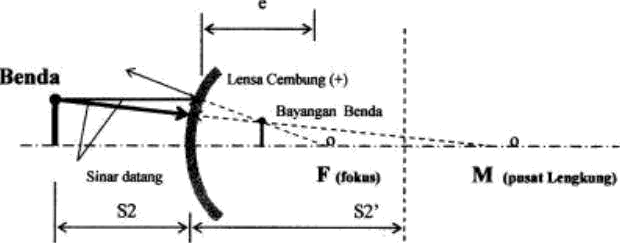 e
Benda
Lensa Cembung (+)
Bayangan Benda
Sinar datang
F (fokus)
M (pusat Lengkung)
S2
S2’